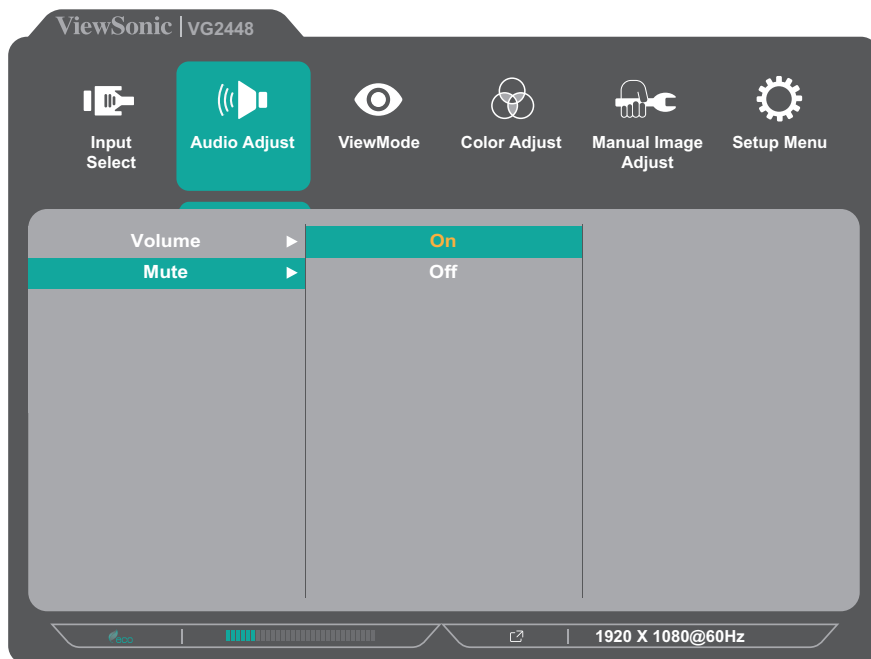 ViewSonic | VG2448
Input
Select
Audio Adjust
ViewMode
Color Adjust
Manual Image
Adjust
Setup Menu
Volume
On
Mute
Off
eco
1920 X 1080@60Hz